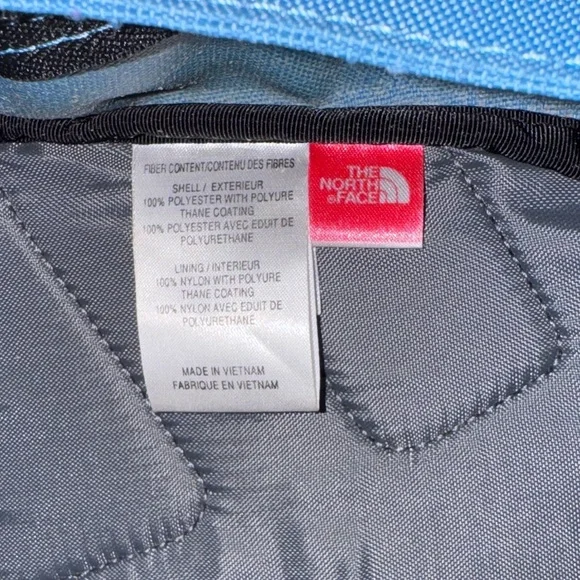 FIBER CONTENT/CONTENU DES FIBRES
SHELL / EXTERIEUR
100% POLYESTER WITH POLYURE
THANE COATING
100% POLYESTER AVEC EDUIT DE
POLYURETHANE
LINING / INTERIEUR
100% NYLON WITH POLYURE
THANE COATING
100% NYLON AVEC EDUIT DE
POLYURETHANE
MADE IN VIETNAM
FABRIQUE EN VIETNAM
THE
NORTH
®FACE